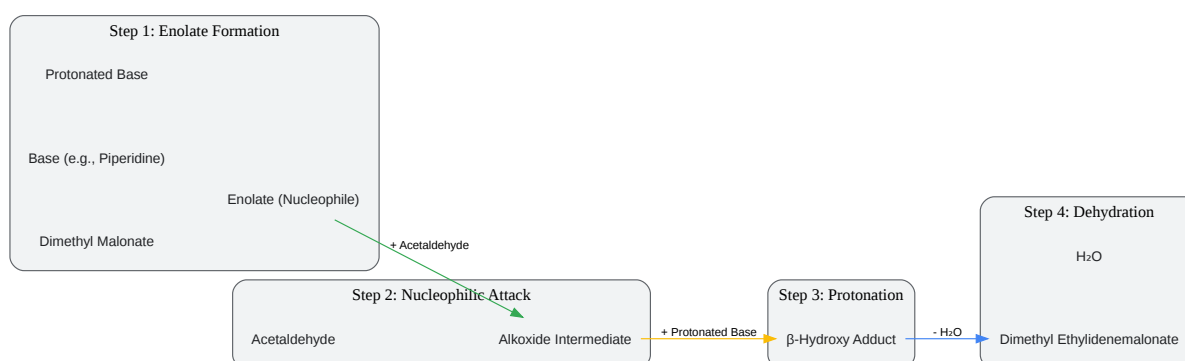 Step 1: Enolate Formation
Protonated Base
Base (e.g., Piperidine)
Enolate (Nucleophile)
Dimethyl Malonate
+ Acetaldehyde
Step 2: Nucleophilic Attack
Acetaldehyde
Alkoxide Intermediate
+ Protonated Base
Step 3: Protonation
β-Hydroxy Adduct
- H₂O
Step 4: Dehydration
H₂O
Dimethyl Ethylidenemalonate